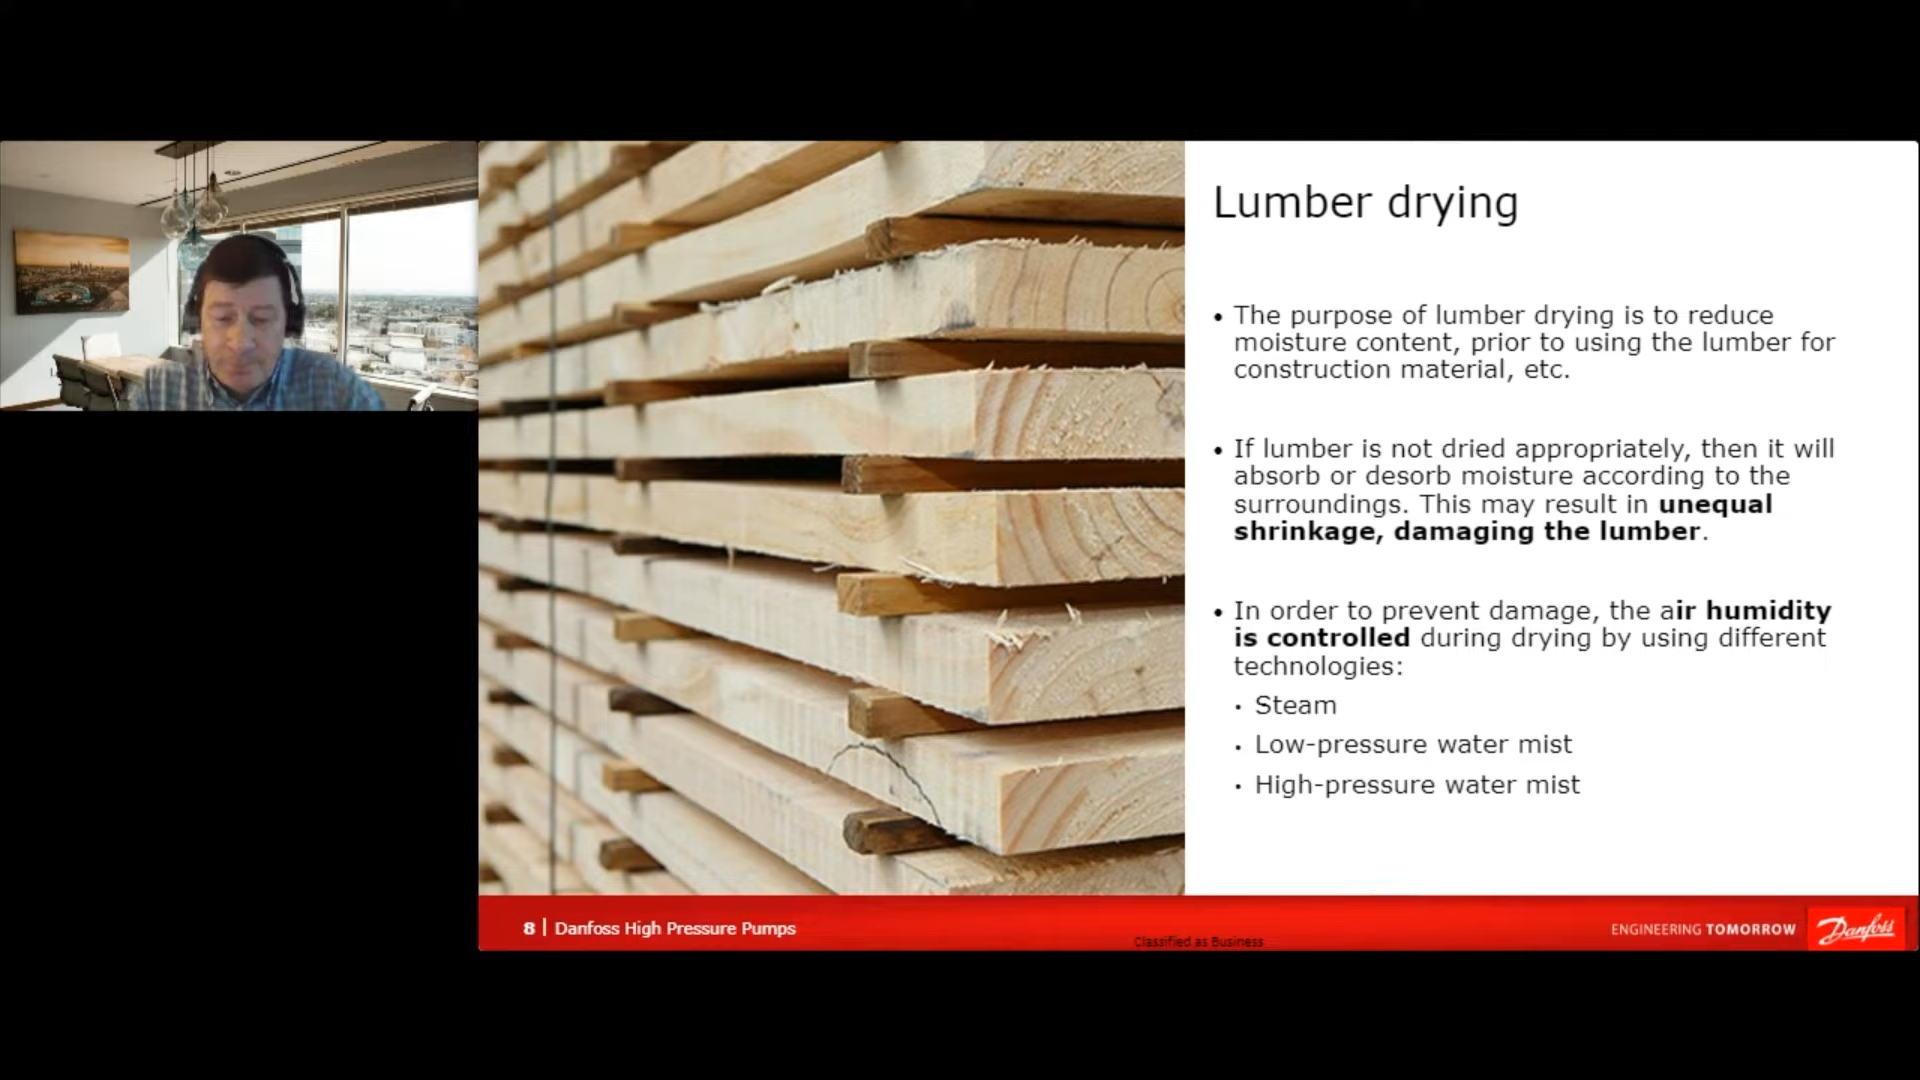 Lumber drying
• The purpose of lumber drying is to reduce
moisture content, prior to using the lumber for
construction material, etc.
• If lumber is not dried appropriately, then it will
absorb or desorb moisture according to the
surroundings. This may result in unequal
shrinkage, damaging the lumber.
• In order to prevent damage, the air humidity
is controlled during drying by using different
technologies:
• Steam
• Low-pressure water mist
• High-pressure water mist
8 | Danfoss High Pressure Pumps
Classified as Business
ENGINEERING TOMORROW
Danfoss